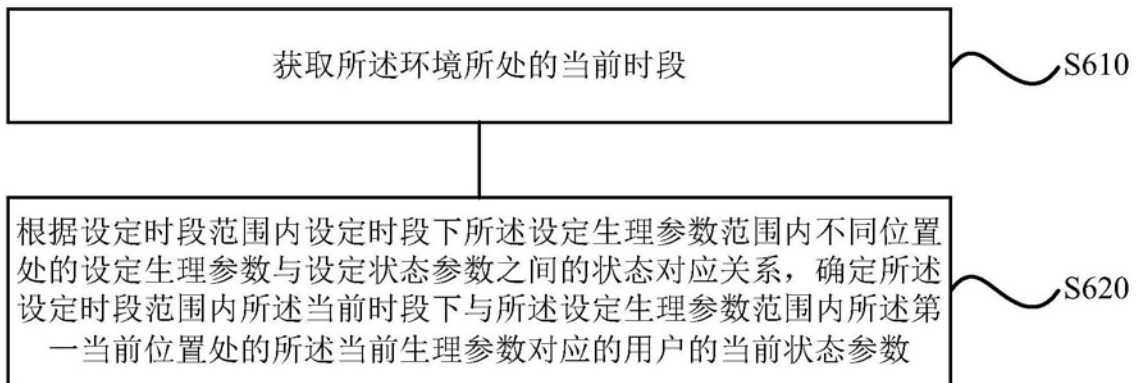 获取所述环境所处的当前时段
S610
根据设定时段范围内设定时段下所述设定生理参数范围内不同位置
处的设定生理参数与设定状态参数之间的状态对应关系，确定所述
设定时段范围内所述当前时段下与所述设定生理参数范围内所述第
一当前位置处的所述当前生理参数对应的用户的当前状态参数
S620